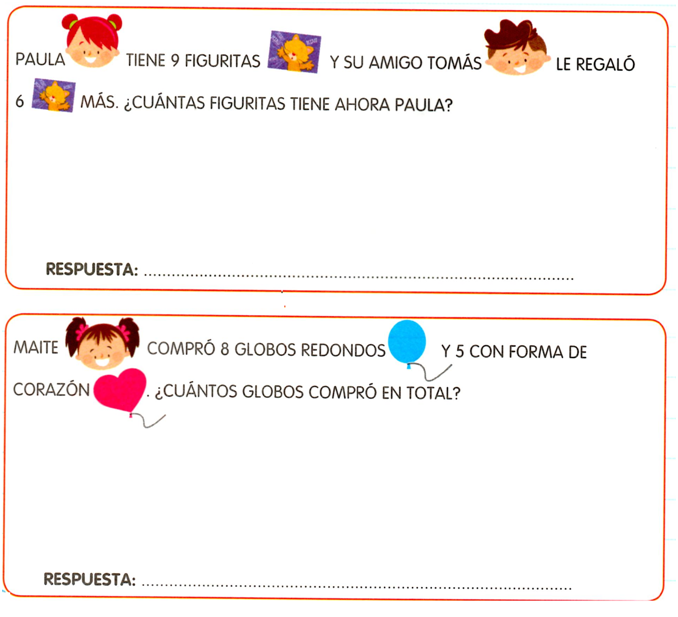 PAULA TIENE 9 FIGURITAS Y SU AMIGO TOMÁS LE REGALÓ
6 MÁS. ¿CUÁNTAS FIGURITAS TIENE AHORA PAULA?
RESPUESTA: ........................................................................
MAITE COMPRÓ 8 GLOBOS REDONDOS Y 5 CON FORMA DE
CORAZÓN . ¿CUÁNTOS GLOBOS COMPRÓ EN TOTAL?
RESPUESTA: ........................................................................